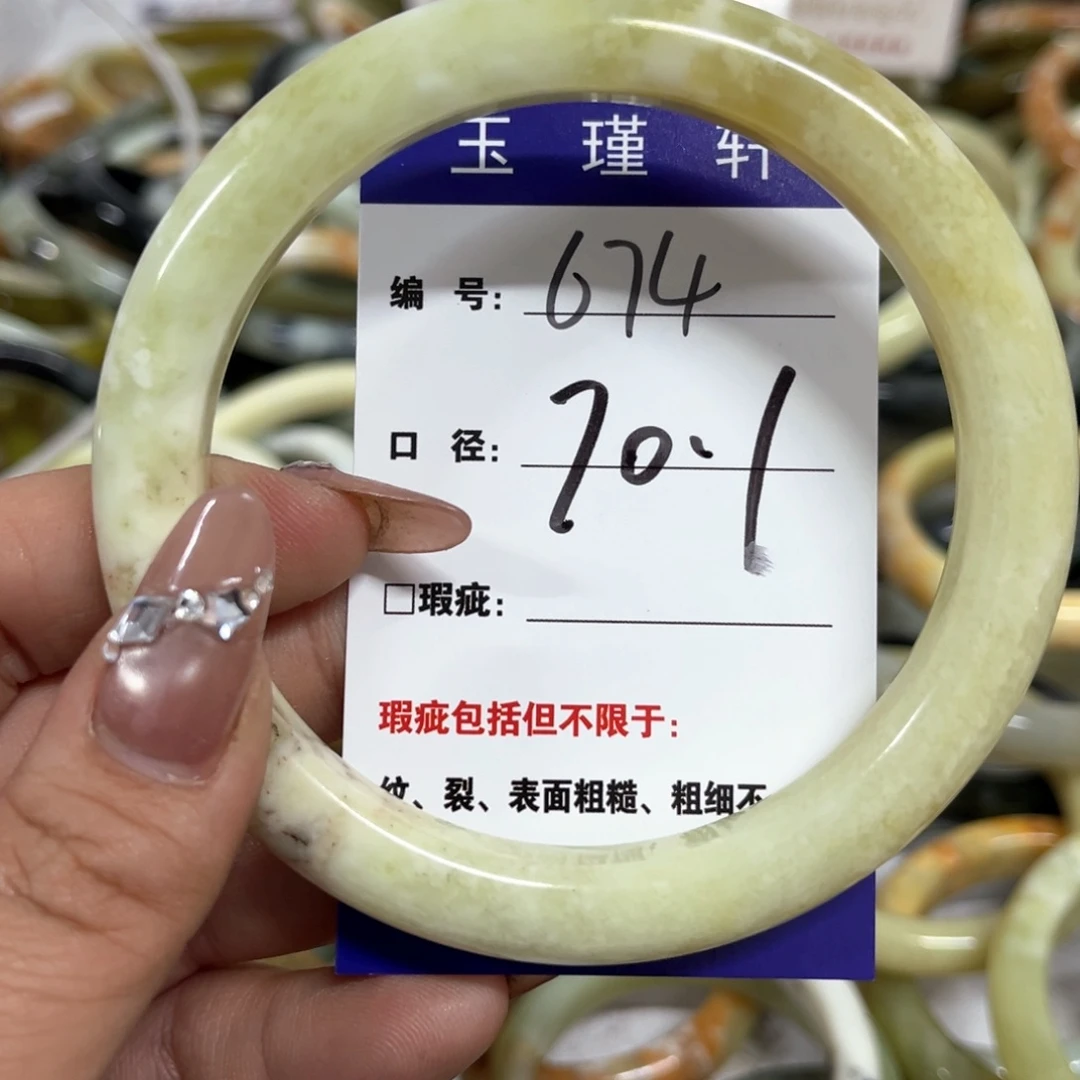 玉瑾轩
编 号: 674
口 径: 70.1
□瑕疵:
瑕疵包括但不限于:
纹、裂、表面粗糙、粗细不